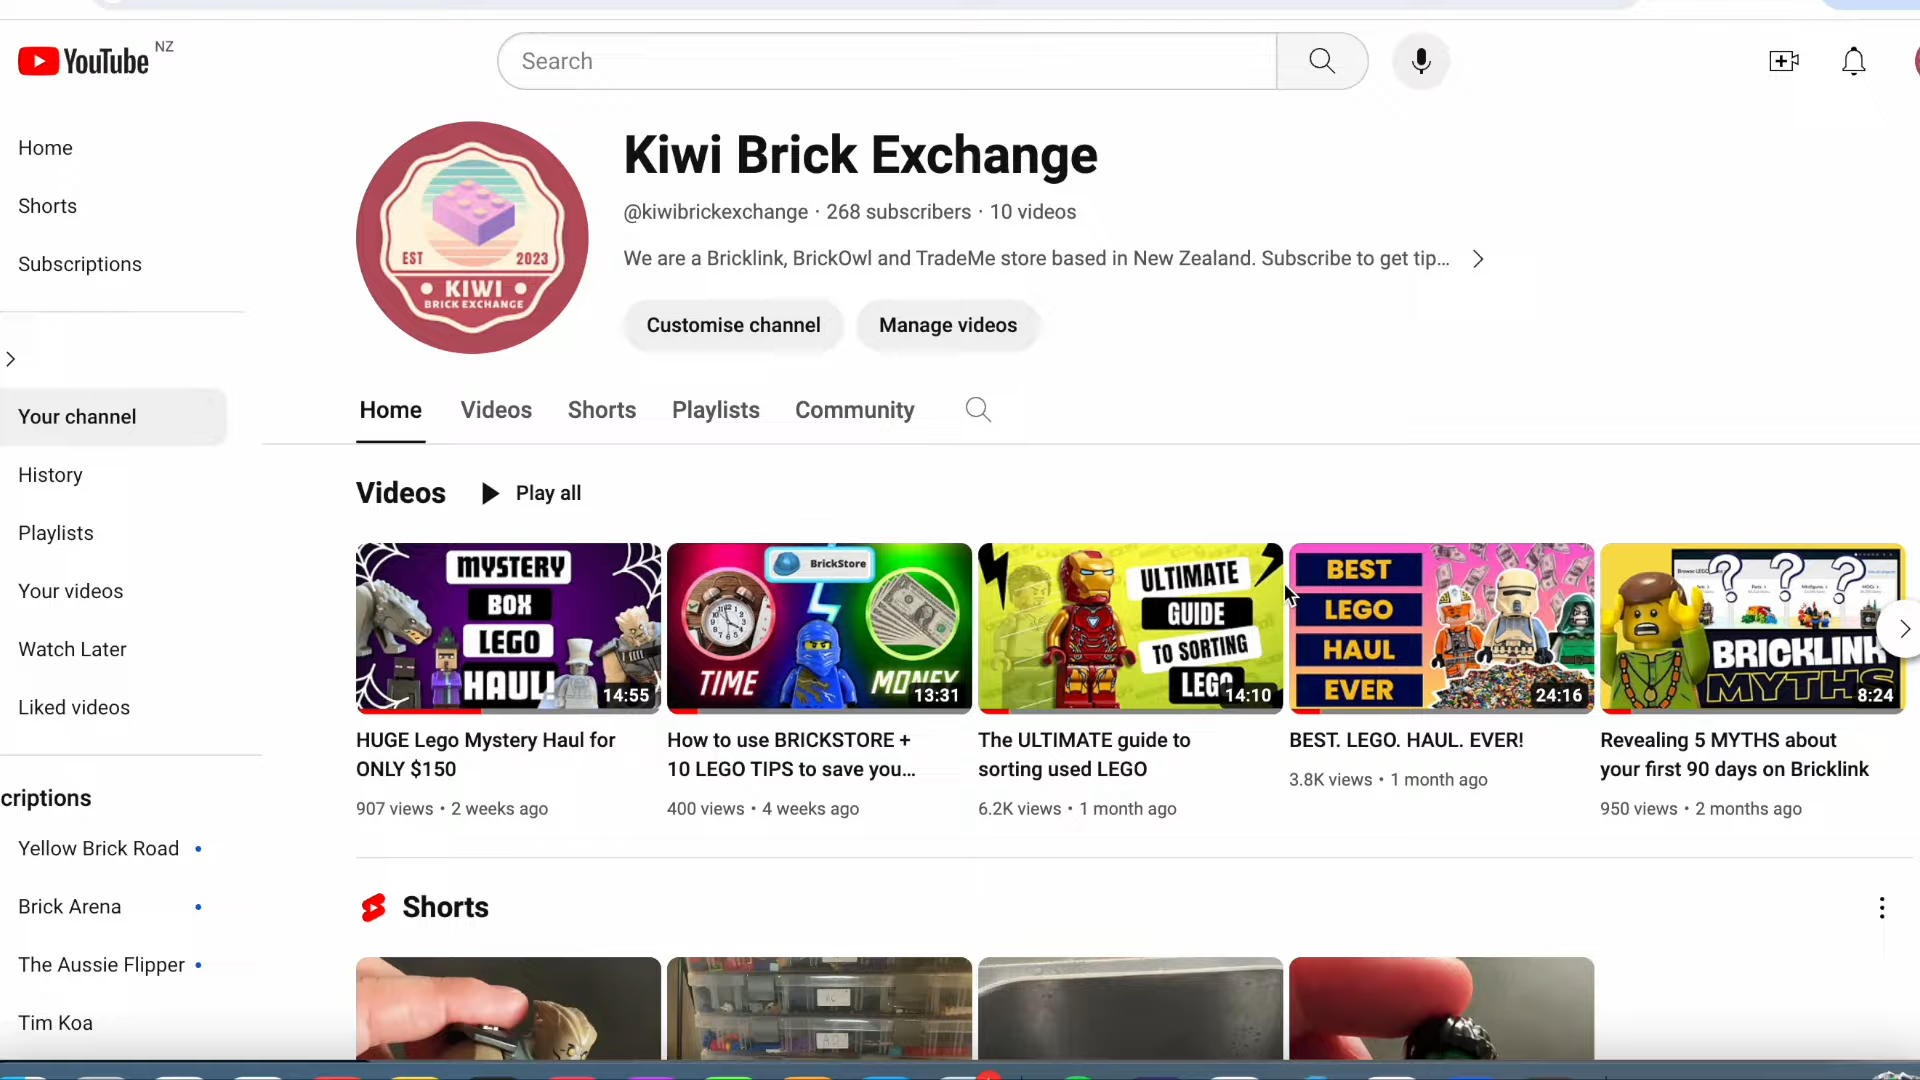 YouTube NZ
Search
Home
Shorts
Subscriptions
Your channel
History
Playlists
Your videos
Watch Later
Liked videos
criptions
Yellow Brick Road
Brick Arena
The Aussie Flipper
Tim Koa
EST 2023
KIWI
BRICK EXCHANGE
Kiwi Brick Exchange
@kiwibrickexchange · 268 subscribers · 10 videos
We are a Bricklink, BrickOwl and TradeMe store based in New Zealand. Subscribe to get tip...
Customise channel Manage videos
Home Videos Shorts Playlists Community
Videos Play all
MYSTERY
BOX
LEGO
HAUL!
14:55
HUGE Lego Mystery Haul for
ONLY $150
907 views • 2 weeks ago
BrickStore
TIME MONEY
13:31
How to use BRICKSTORE +
10 LEGO TIPS to save you...
400 views • 4 weeks ago
ULTIMATE
GUIDE
TO SORTING
LEGO
14:10
The ULTIMATE guide to
sorting used LEGO
6.2K views • 1 month ago
BEST
LEGO
HAUL
EVER
24:16
BEST. LEGO. HAUL. EVER!
3.8K views • 1 month ago
? ? ?
BRICKLINK
MYTHS
8:24
Revealing 5 MYTHS about
your first 90 days on Bricklink
950 views • 2 months ago
Shorts